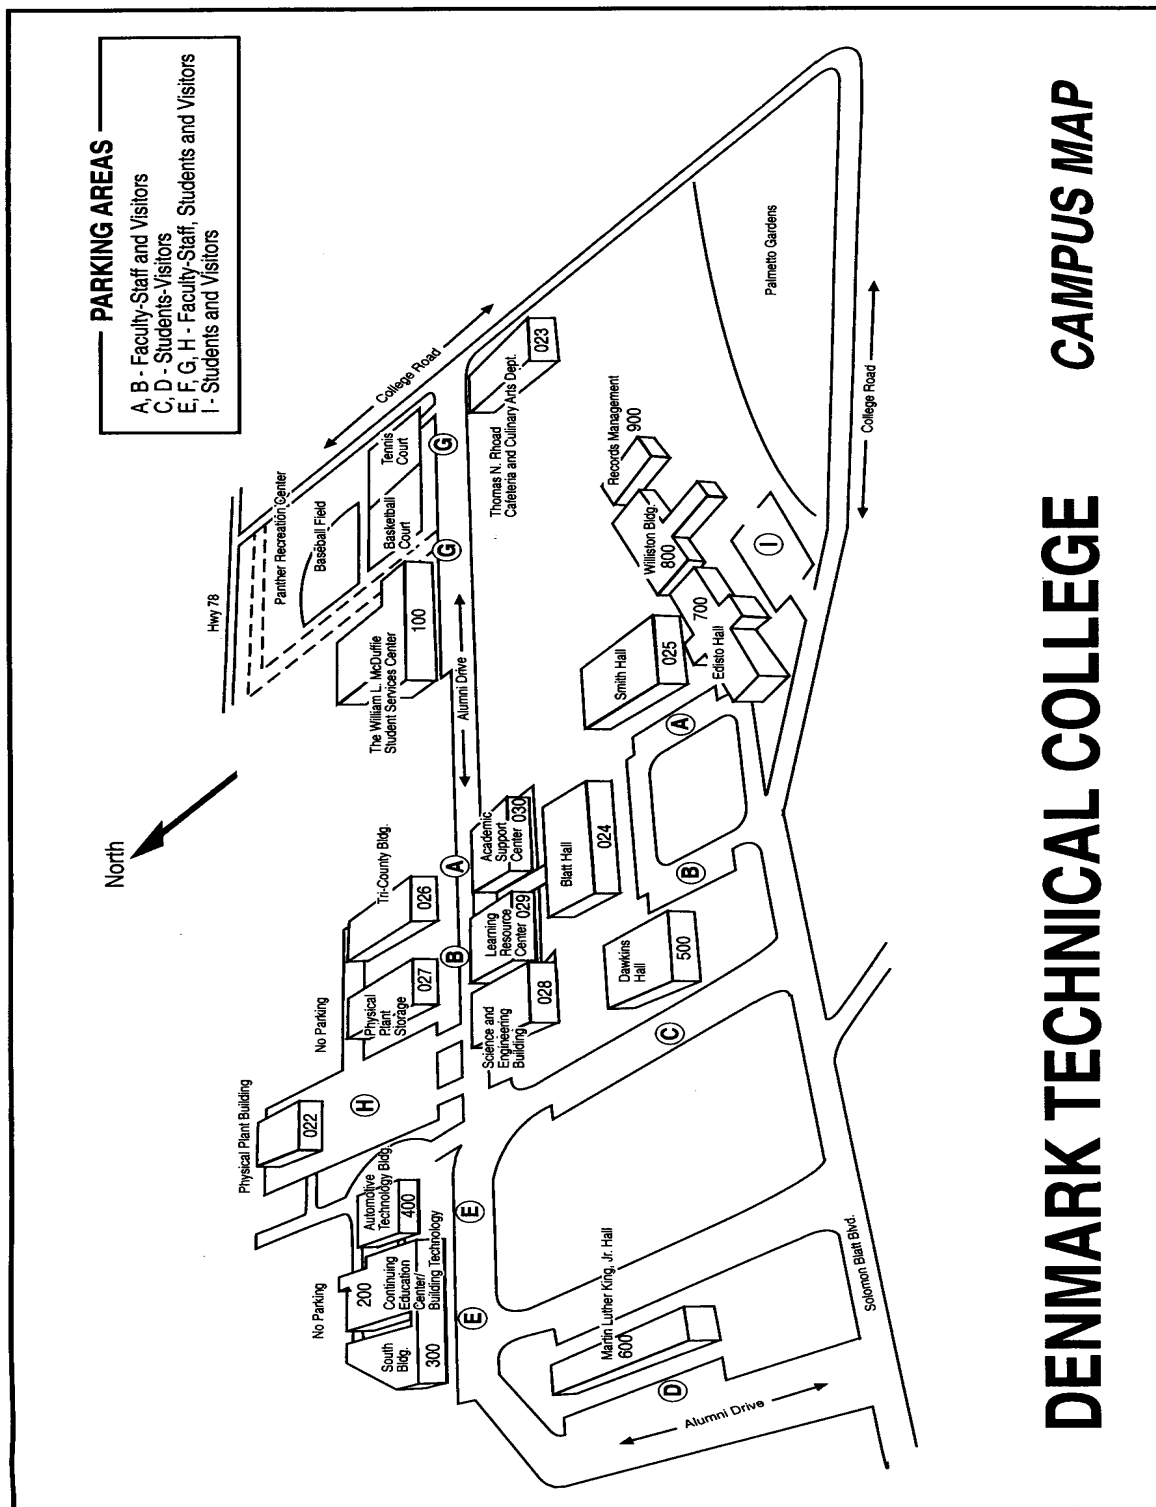 PARKING AREAS
A, B - Faculty-Staff and Visitors
C, D - Students-Visitors
E, F, G, H - Faculty-Staff, Students and Visitors
I - Students and Visitors
North
Hwy 78
Panther Recreation Center
Baseball Field
Tennis
Court
Basketball
Court
College Road
G
G
The William L. McDuffie
Student Services Center
100
Alumni Drive
Thomas N. Rhoad
Cafeteria and Culinary Arts Dept.
023
Physical Plant Building
022
No Parking
H
Physical
Plant
Storage
027
Tri-County Bldg.
026
B
A
No Parking
South
Bldg.
300
200
Continuing
Education
Center/
Building Technology
Automotive
Technology Bldg.
400
E
E
Science and
Engineering
Building
028
Learning
Resource
Center 029
Academic
Support
Center 030
Blatt Hall
024
Dawkins
Hall
500
Smith Hall
025
Records Management
900
Williston Bldg.
800
700
Edisto Hall
I
A
B
C
Palmetto Gardens
College Road
Martin Luther King, Jr. Hall
600
D
Alumni Drive
Solomon Blatt Blvd.
DENMARK TECHNICAL COLLEGE
CAMPUS MAP